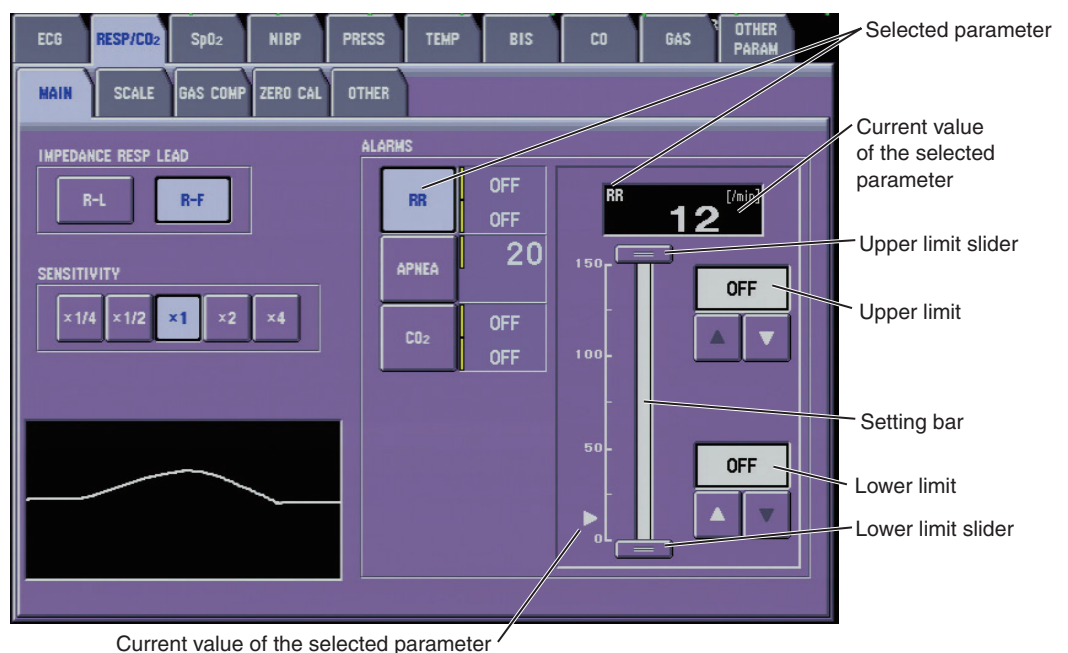 ECG RESP/CO2 SpO2 NIBP PRESS TEMP BIS CO GAS OTHER PARAM
Selected parameter
MAIN SCALE GAS COMP ZERO CAL OTHER
Current value
of the selected
parameter
IMPEDANCE RESP LEAD
R-L R-F
ALARMS
RR OFF
OFF
APNEA 20
CO2 OFF
OFF
RR [/min]
12
Upper limit slider
150
OFF
Upper limit
▲ ▼
SENSITIVITY
×1/4 ×1/2 ×1 ×2 ×4
100
Setting bar
50
OFF
Lower limit
▲ ▼
Lower limit slider
0
Current value of the selected parameter